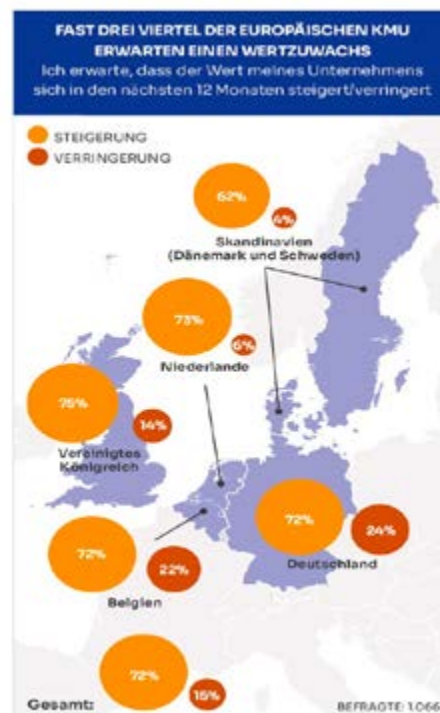 FAST DREI VIERTEL DER EUROPÄISCHEN KMU
ERWARTEN EINEN WERTZUWACHS
Ich erwarte, dass der Wert meines Unternehmens
sich in den nächsten 12 Monaten steigert/verringert
STEIGERUNG
VERRINGERUNG
62%
6%
Skandinavien
(Dänemark und Schweden)
73%
6%
Niederlande
75%
14%
Vereinigtes
Königreich
72%
24%
Deutschland
72%
22%
Belgien
72%
15%
Gesamt:
BEFRAGTE: 1.066